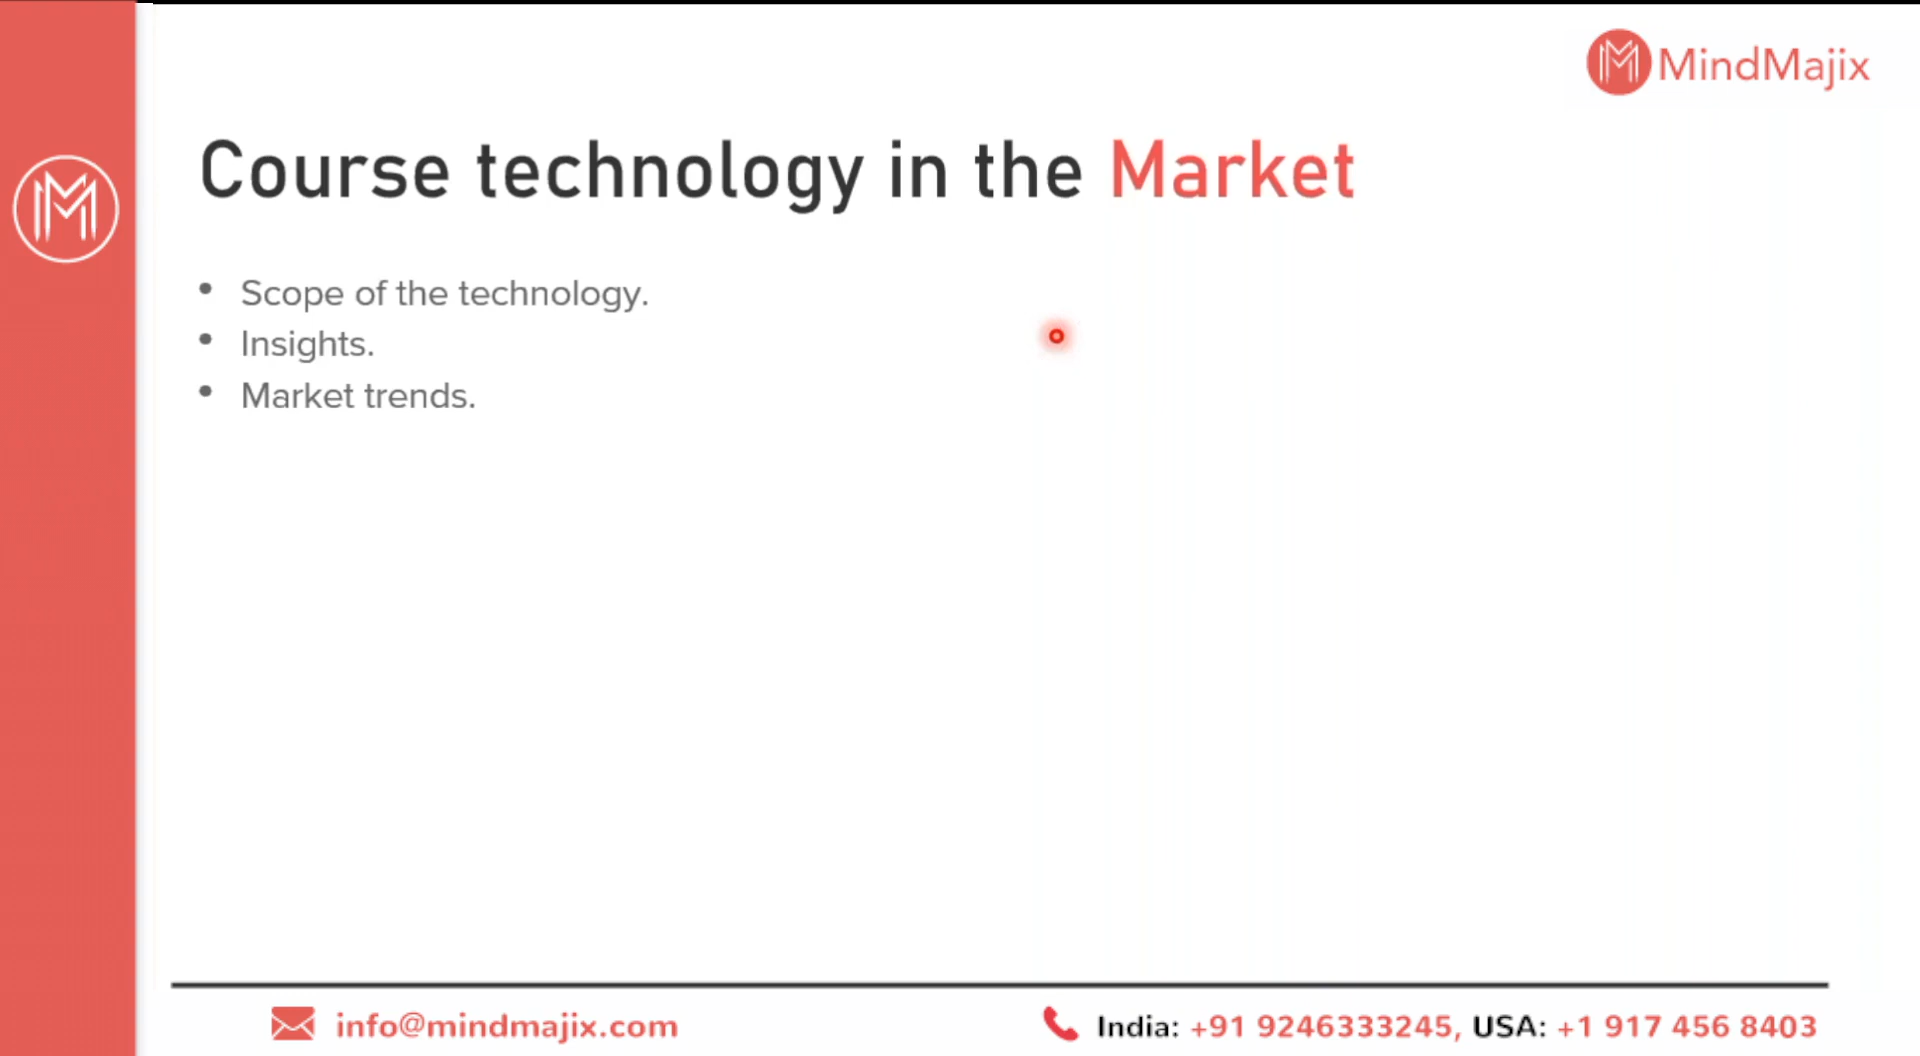 MindMajix
Course technology in the Market
• Scope of the technology.
• Insights.
• Market trends.
info@mindmajix.com
India: +91 9246333245, USA: +1 917 456 8403